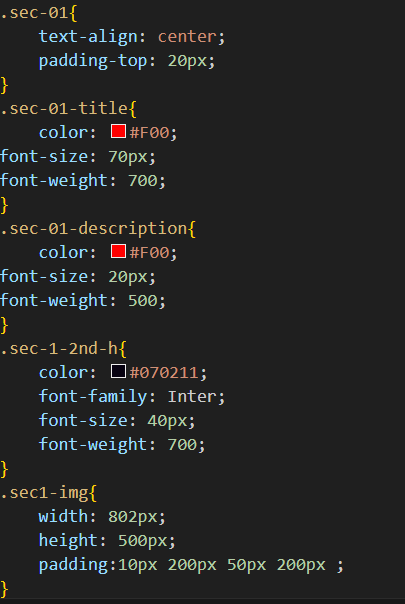 .sec-01{
    text-align: center;
    padding-top: 20px;
}
.sec-01-title{
    color: #F00;
font-size: 70px;
font-weight: 700;
}
.sec-01-description{
    color: #F00;
font-size: 20px;
font-weight: 500;
}
.sec-1-2nd-h{
    color: #070211;
    font-family: Inter;
    font-size: 40px;
    font-weight: 700;
}
.sec1-img{
    width: 802px;
    height: 500px;
    padding:10px 200px 50px 200px ;
}